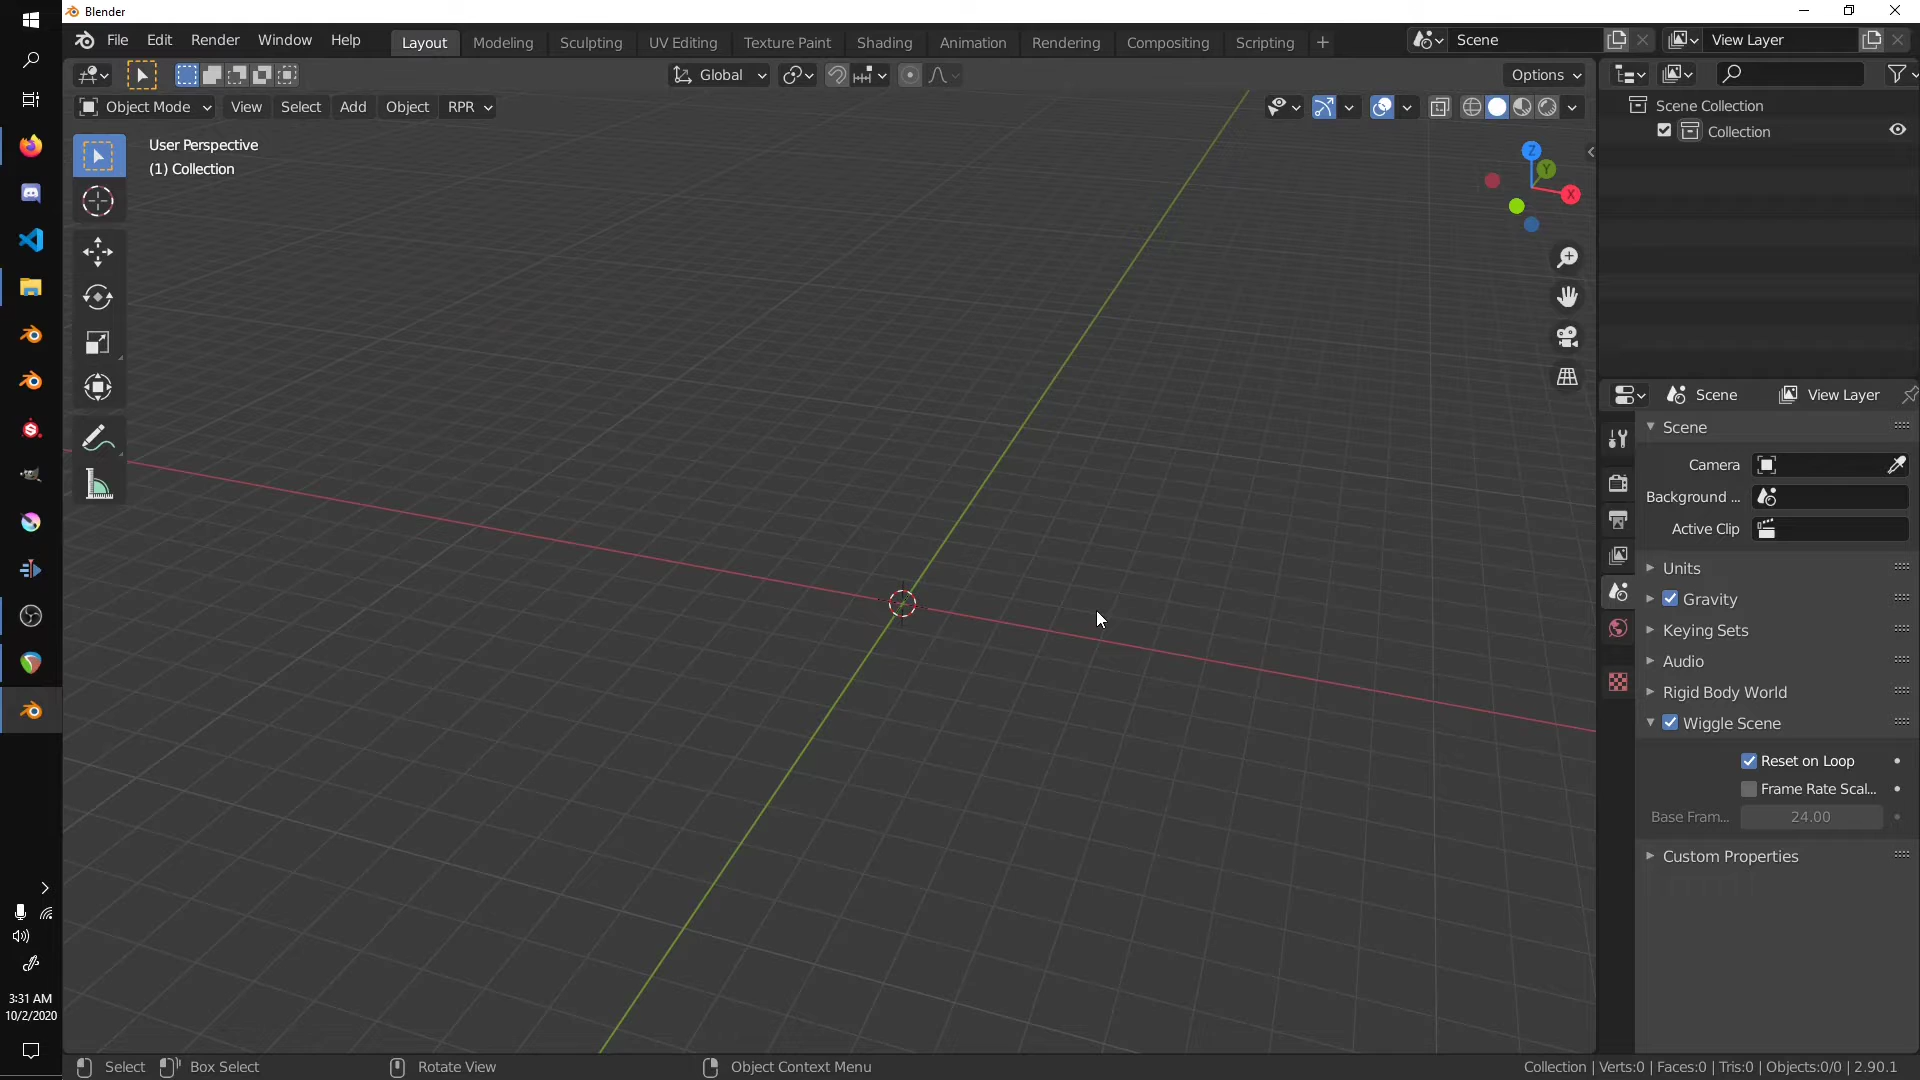 Blender
File Edit Render Window Help Layout Modeling Sculpting UV Editing Texture Paint Shading Animation Rendering Compositing Scripting + Scene View Layer
Global Options
Object Mode View Select Add Object RPR
User Perspective
(1) Collection
Z
Y
X
Scene Collection
Collection
Scene View Layer
Scene
Camera
Background ...
Active Clip
Units
Gravity
Keying Sets
Audio
Rigid Body World
Wiggle Scene
Reset on Loop
Frame Rate Scal...
Base Fram... 24.00
Custom Properties
3:31 AM
10/2/2020
Select Box Select Rotate View Object Context Menu Collection | Verts:0 | Faces:0 | Tris:0 | Objects:0/0 | 2.90.1